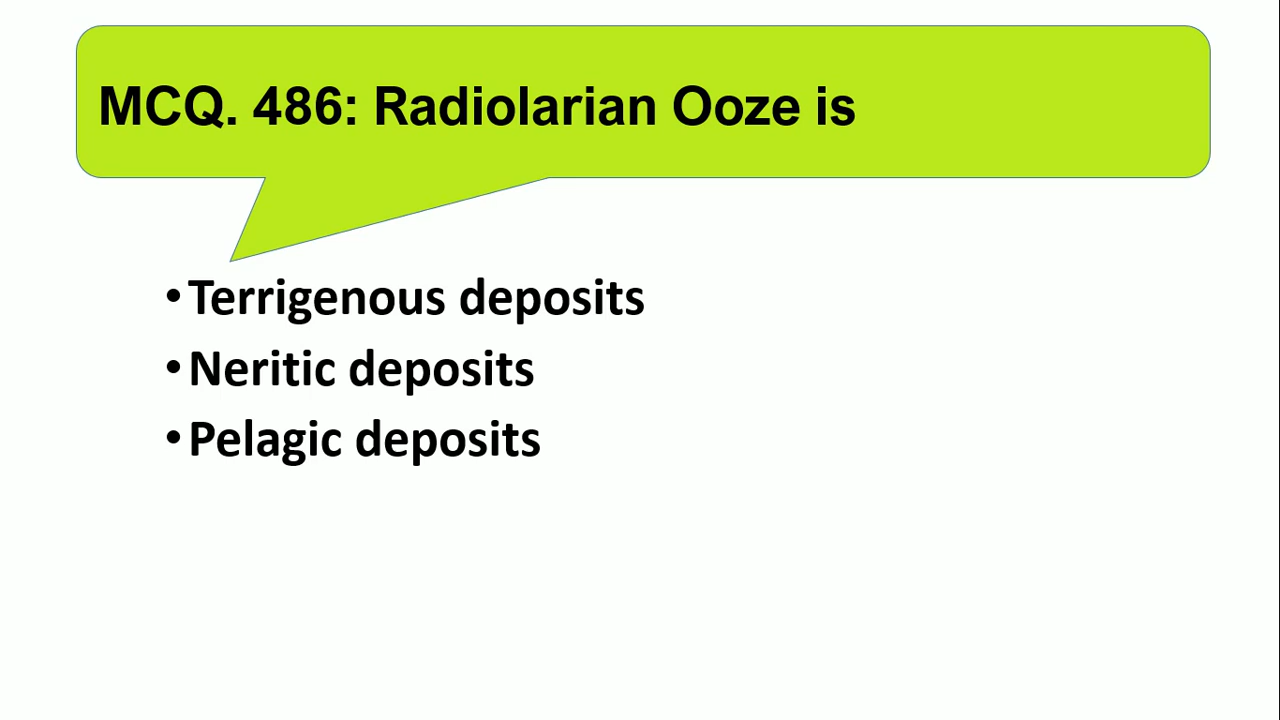 MCQ. 486: Radiolarian Ooze is
•Terrigenous deposits
•Neritic deposits
•Pelagic deposits